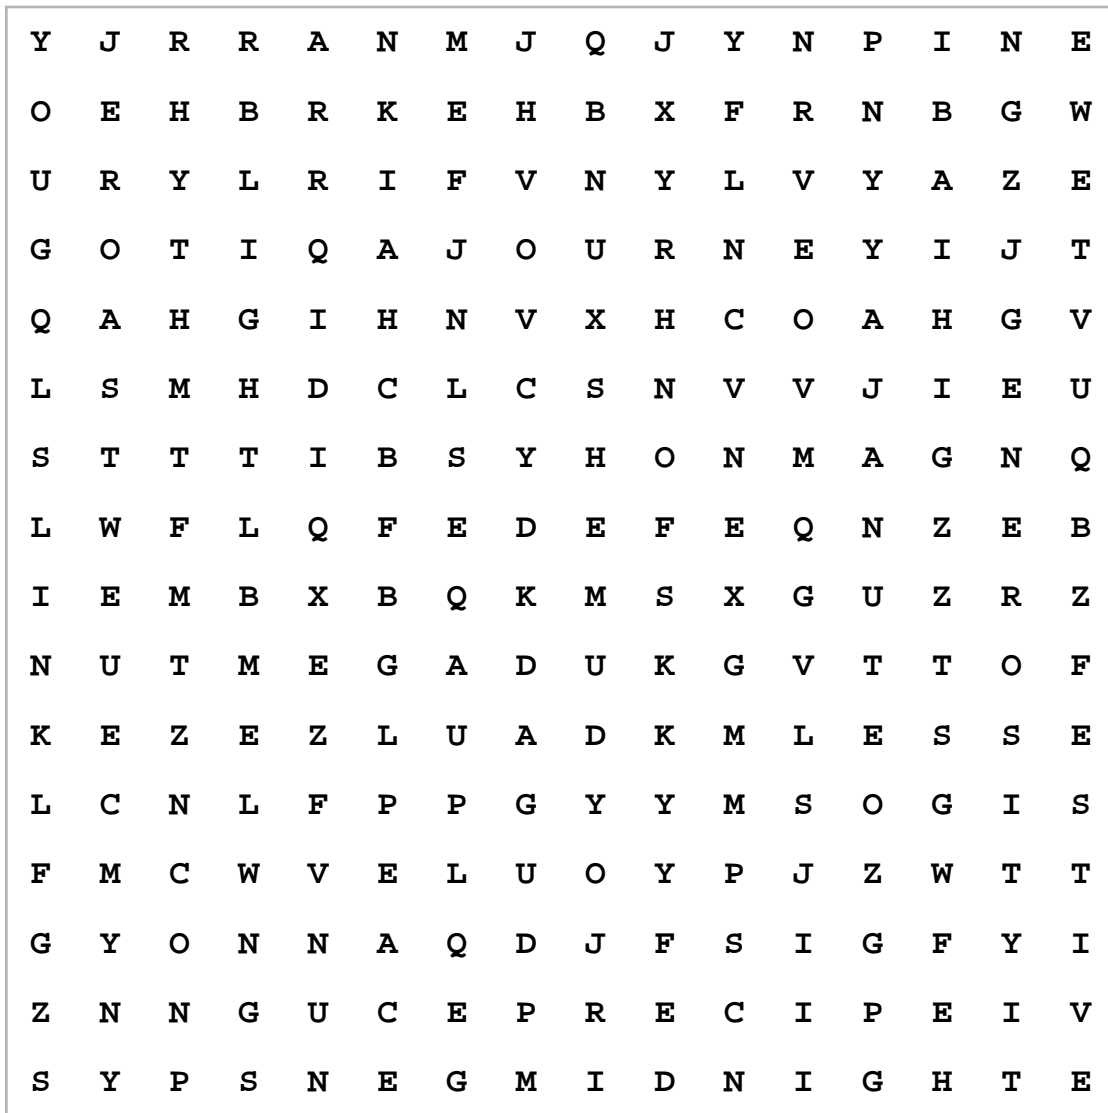 Y J R R A N M J Q J Y N P I N E
O E H B R K E H B X F R N B G W
U R Y L R I F V N Y L V Y A Z E
G O T I Q A J O U R N E Y I J T
Q A H G I H N V X H C O A H G V
L S M H D C L C S N V V J I E U
S T T T I B S Y H O N M A G N Q
L W F L Q F E D E F E Q N Z E B
I E M B X B Q K M S X G U Z R Z
N U T M E G A D U K G V T T O F
K E Z E Z L U A D K M L E S S E
L C N L F P P G Y Y M S O G I S
F M C W V E L U O Y P J Z W T T
G Y O N N A Q D J F S I G F Y I
Z N N G U C E P R E C I P E I V
S Y P S N E G M I D N I G H T E